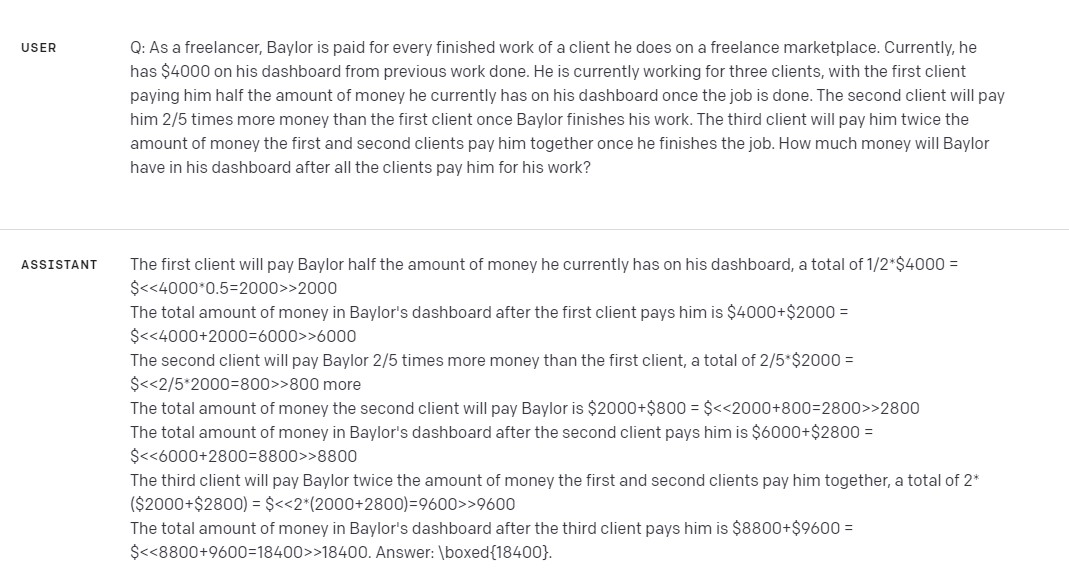 USER
Q: As a freelancer, Baylor is paid for every finished work of a client he does on a freelance marketplace. Currently, he
has $4000 on his dashboard from previous work done. He is currently working for three clients, with the first client
paying him half the amount of money he currently has on his dashboard once the job is done. The second client will pay
him 2/5 times more money than the first client once Baylor finishes his work. The third client will pay him twice the
amount of money the first and second clients pay him together once he finishes the job. How much money will Baylor
have in his dashboard after all the clients pay him for his work?
ASSISTANT
The first client will pay Baylor half the amount of money he currently has on his dashboard, a total of 1/2*$4000 =
$<<4000*0.5=2000>>2000
The total amount of money in Baylor's dashboard after the first client pays him is $4000+$2000 =
$<<4000+2000=6000>>6000
The second client will pay Baylor 2/5 times more money than the first client, a total of 2/5*$2000 =
$<<2/5*2000=800>>800 more
The total amount of money the second client will pay Baylor is $2000+$800 = $<<2000+800=2800>>2800
The total amount of money in Baylor's dashboard after the second client pays him is $6000+$2800 =
$<<6000+2800=8800>>8800
The third client will pay Baylor twice the amount of money the first and second clients pay him together, a total of 2*
($2000+$2800) = $<<2*(2000+2800)=9600>>9600
The total amount of money in Baylor's dashboard after the third client pays him is $8800+$9600 =
$<<8800+9600=18400>>18400. Answer: \boxed{18400}.